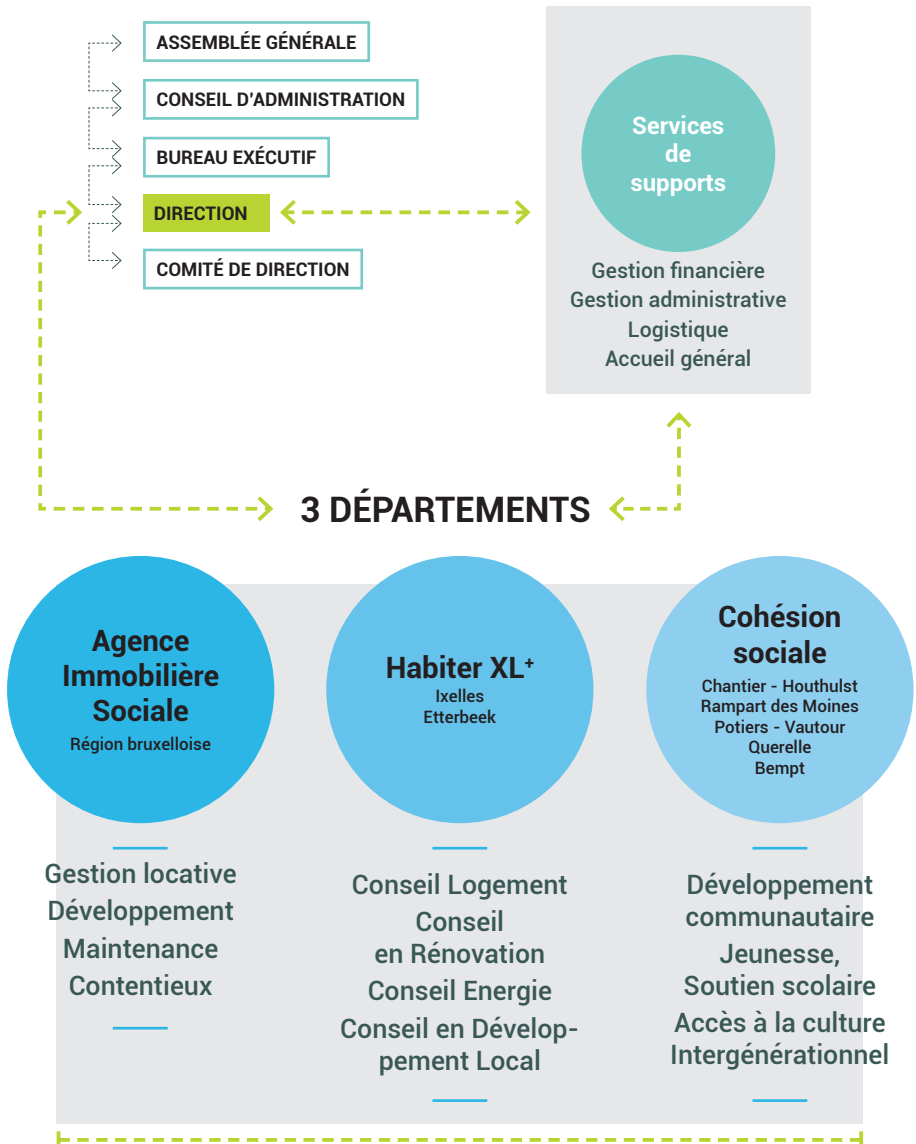 ASSEMBLÉE GÉNÉRALE
CONSEIL D'ADMINISTRATION
BUREAU EXÉCUTIF
DIRECTION
COMITÉ DE DIRECTION
Services
de
supports
Gestion financière
Gestion administrative
Logistique
Accueil général
3 DÉPARTEMENTS
Agence
Immobilière
Sociale
Région bruxelloise
Gestion locative
Développement
Maintenance
Contentieux
Habiter XL⁺
Ixelles
Etterbeek
Conseil Logement
Conseil
en Rénovation
Conseil Energie
Conseil en Dévelop-
pement Local
Cohésion
sociale
Chantier - Houthulst
Rampart des Moines
Potiers - Vautour
Querelle
Bempt
Développement
communautaire
Jeunesse,
Soutien scolaire
Accès à la culture
Intergénérationnel